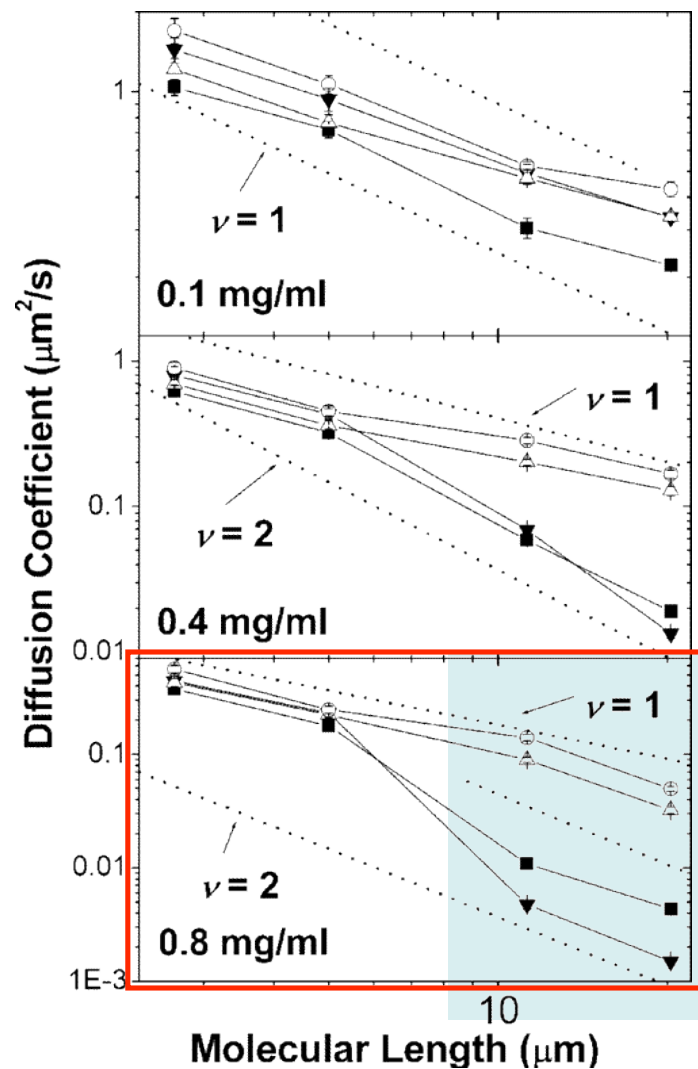 1
ν = 1
0.1 mg/ml
Diffusion Coefficient (μm²/s)
1
ν = 1
0.1
ν = 2
0.4 mg/ml
0.01
ν = 1
0.1
0.01
ν = 2
0.8 mg/ml
1E-3
10
Molecular Length (μm)